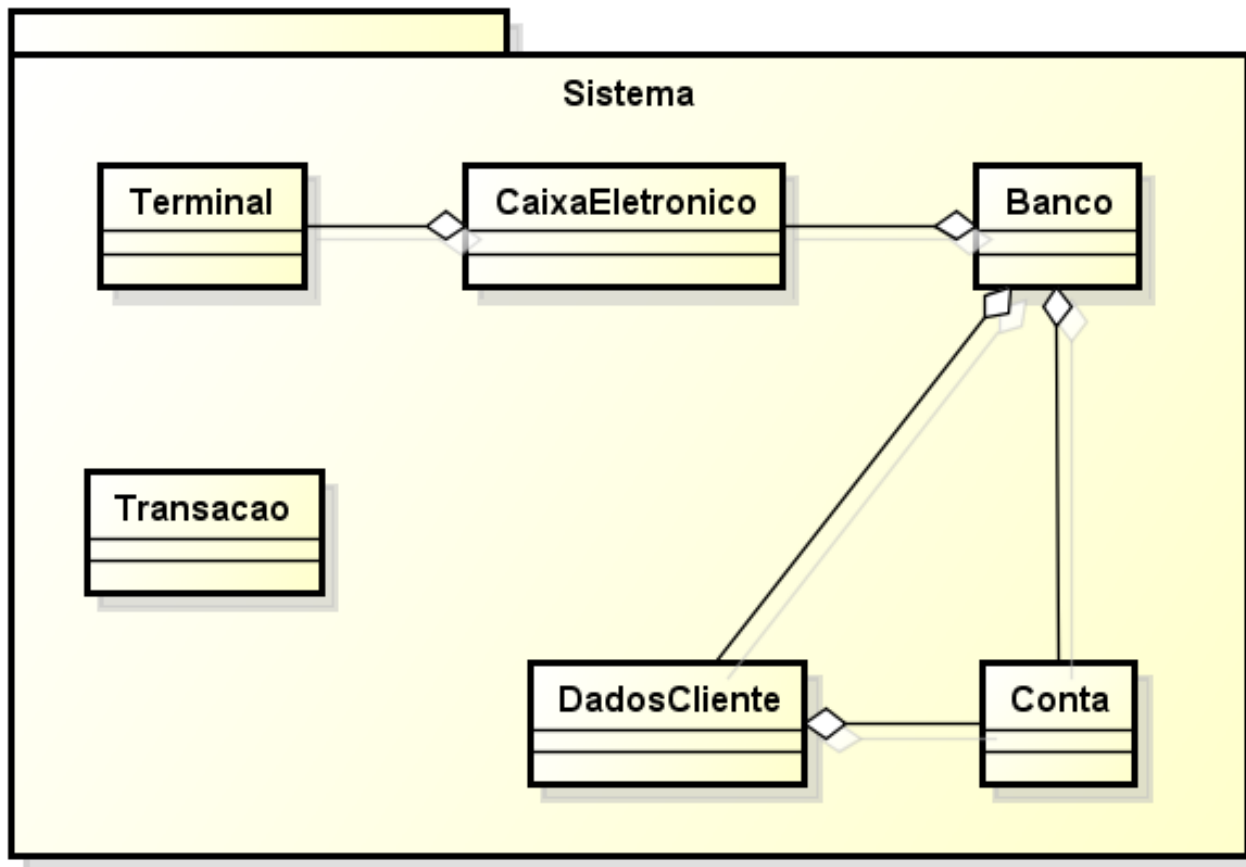 Sistema
Terminal
CaixaEletronico
Banco
Transacao
DadosCliente
Conta